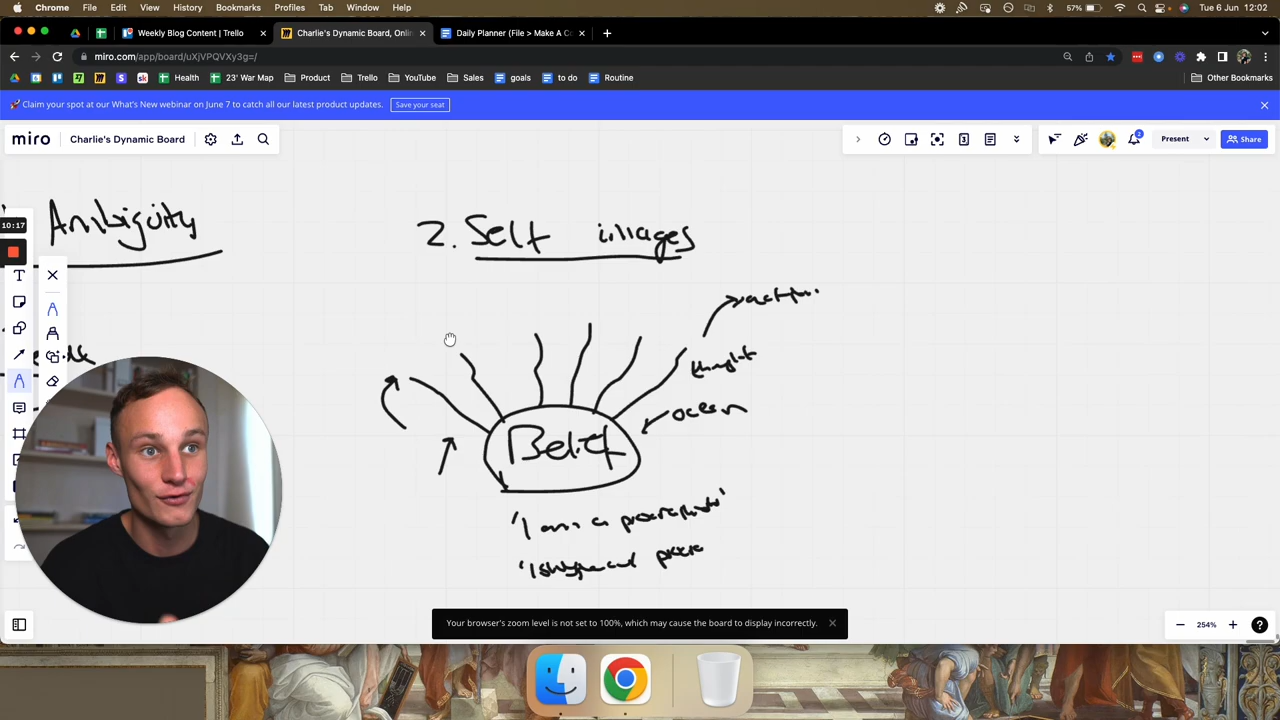 Chrome File Edit View History Bookmarks Profiles Tab Window Help
57% Tue 6 Jun 12:02
Weekly Blog Content | Trello
Charlie's Dynamic Board, Onli
Daily Planner (File > Make A Co
miro.com/app/board/uXjVPQVXy3g=/
Health 23' War Map Product Trello YouTube Sales goals to do Routine Other Bookmarks
Claim your spot at our What's New webinar on June 7 to catch all our latest product updates. Save your seat
miro Charlie's Dynamic Board
Present Share
Ambiguity
2. Self images
10:17
action
thought
ocean
Belief
'I am a
Your browser's zoom level is not set to 100%, which may cause the board to display incorrectly.
254%